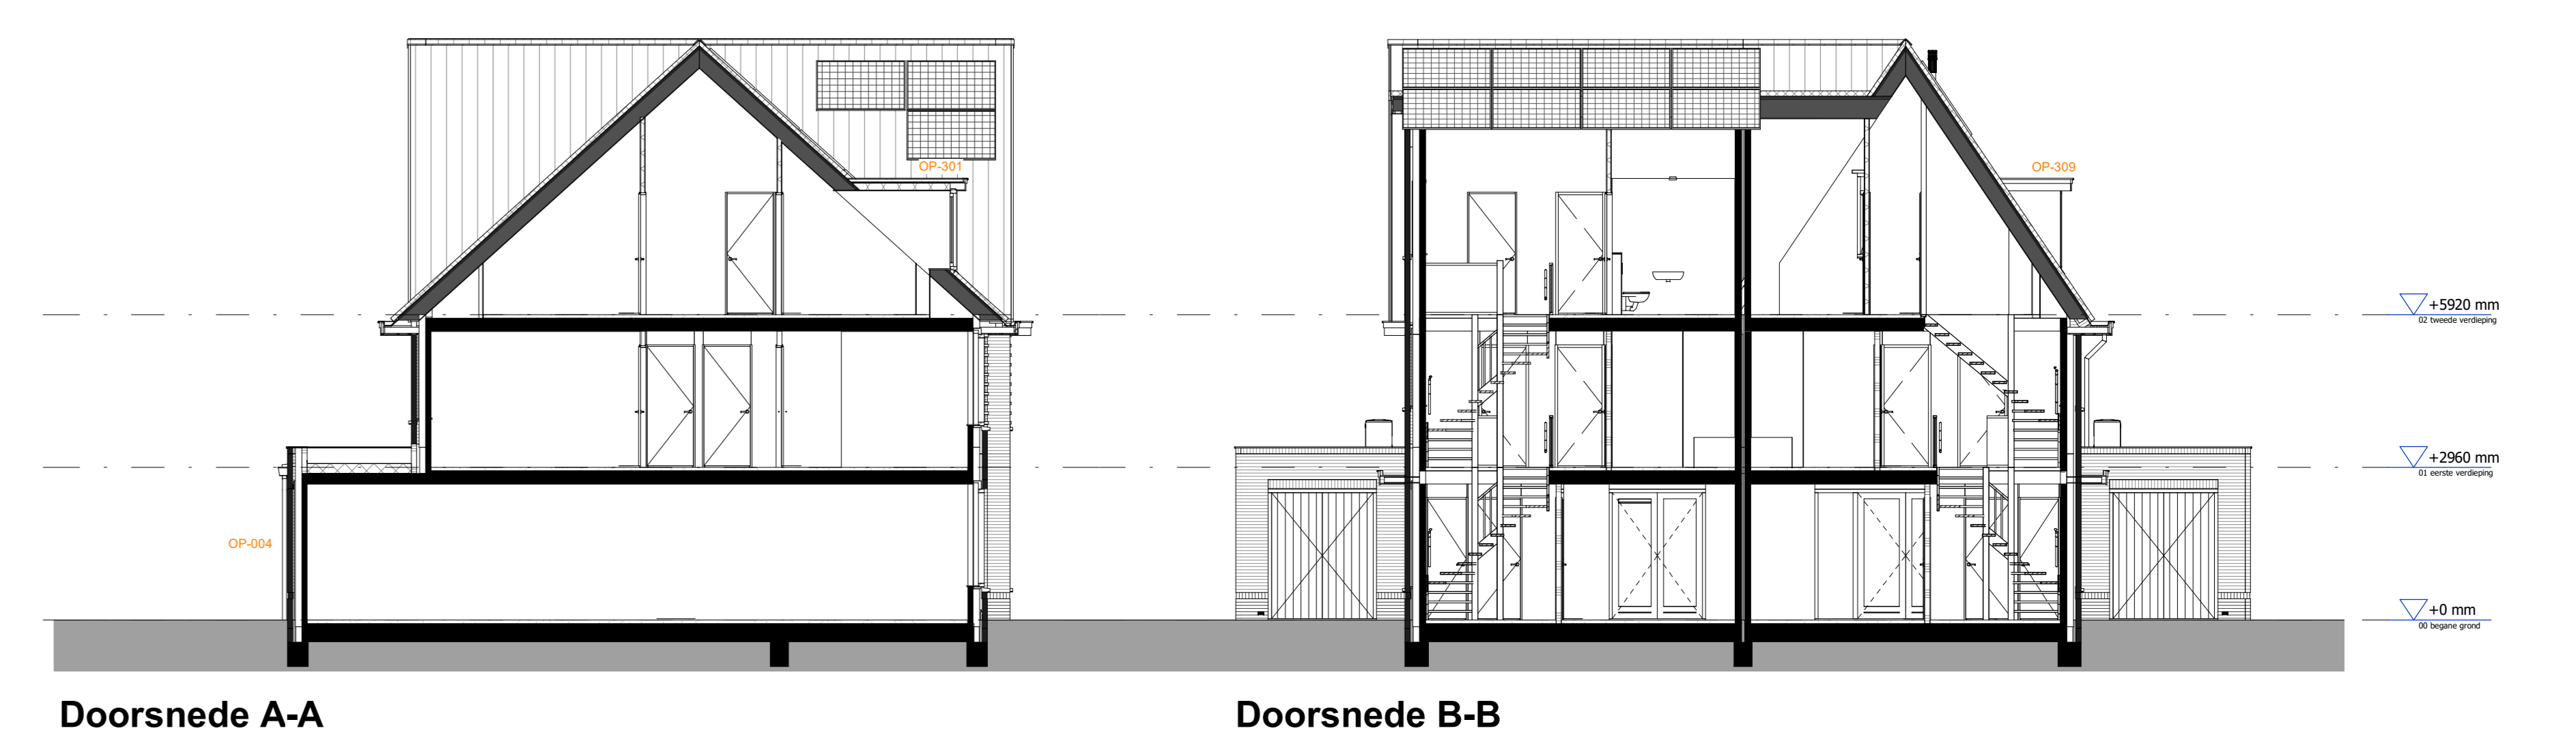 OP-301
OP-309
+5920 mm
02 tweede verdieping
+2960 mm
01 eerste verdieping
OP-004
+0 mm
00 begane grond
Doorsnede A-A
Doorsnede B-B